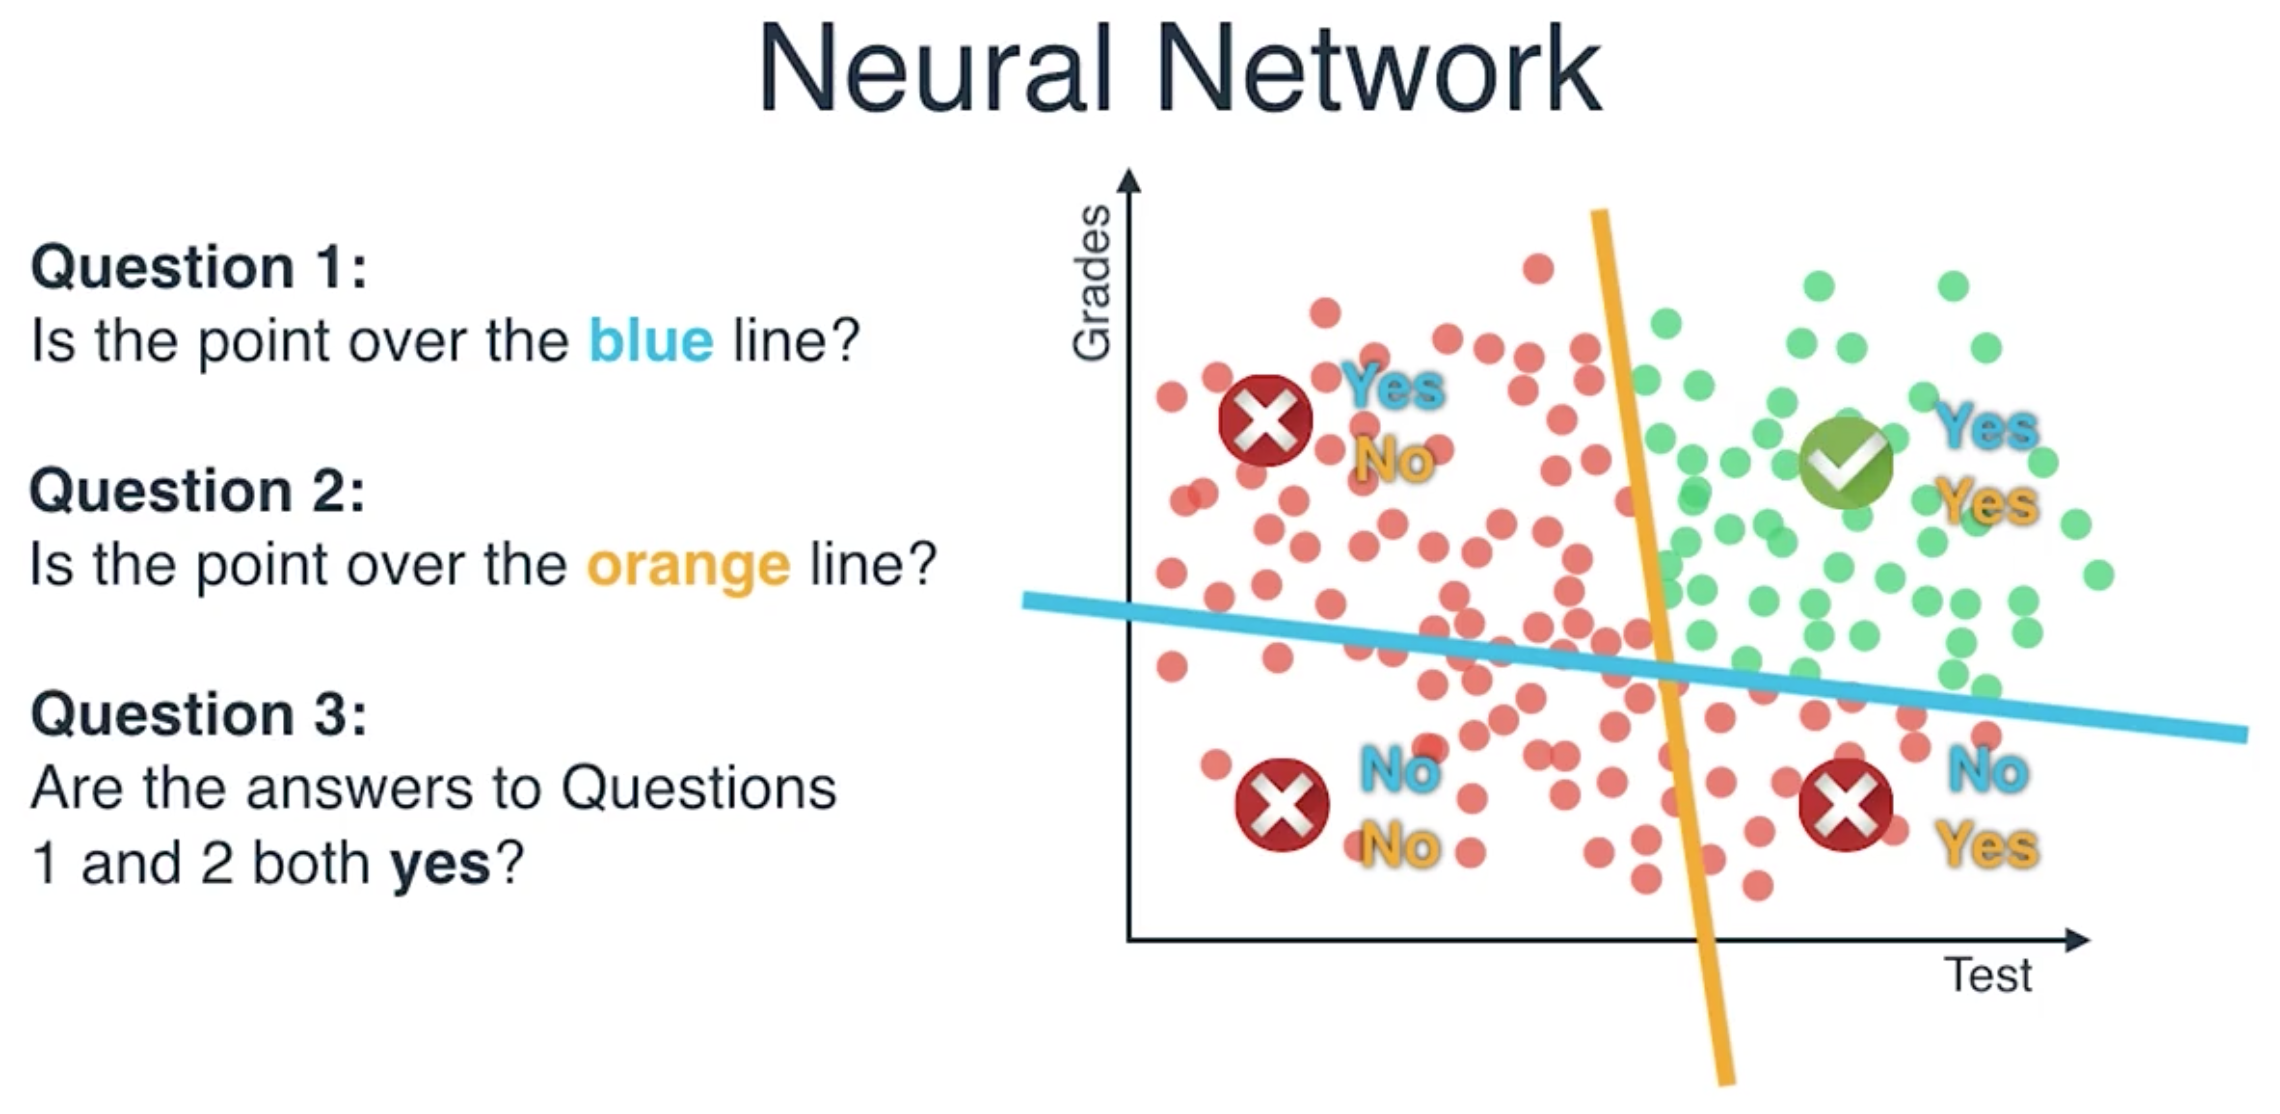 Neural Network
Question 1:
Is the point over the blue line?
Question 2:
Is the point over the orange line?
Question 3:
Are the answers to Questions
1 and 2 both yes?
Grades
Yes
No
Yes
Yes
No
No
No
Yes
Test